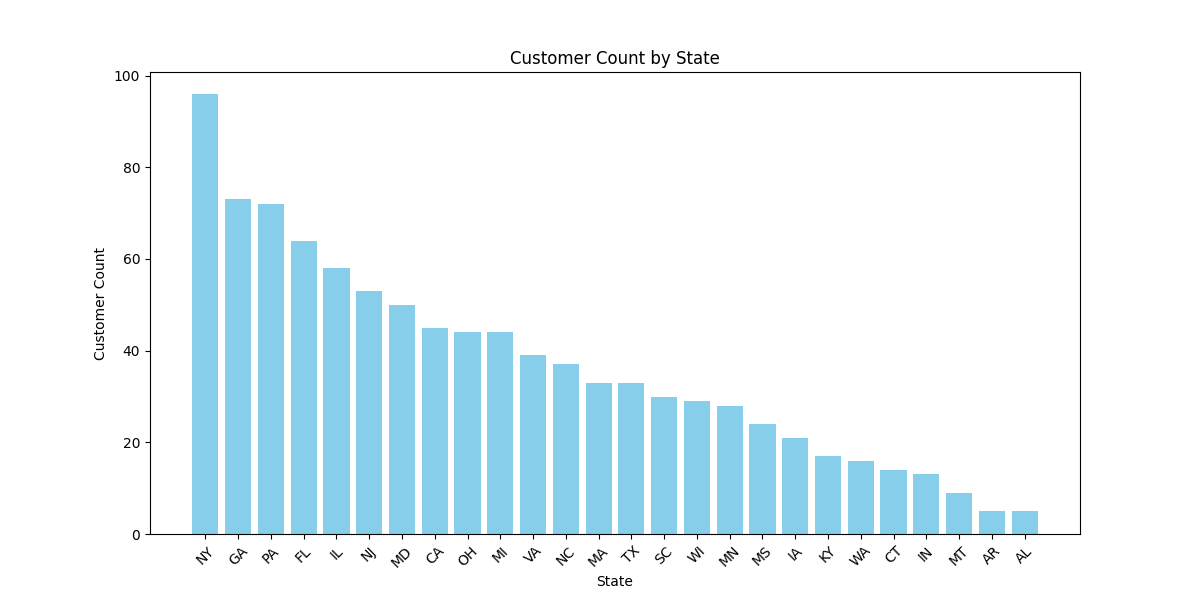 Customer Count by State
100
80
60
40
20
0
Customer Count
NY GA PA FL IL NJ MD CA OH MI VA NC MA TX SC WI MN MS IA KY WA CT IN MT AR AL
State